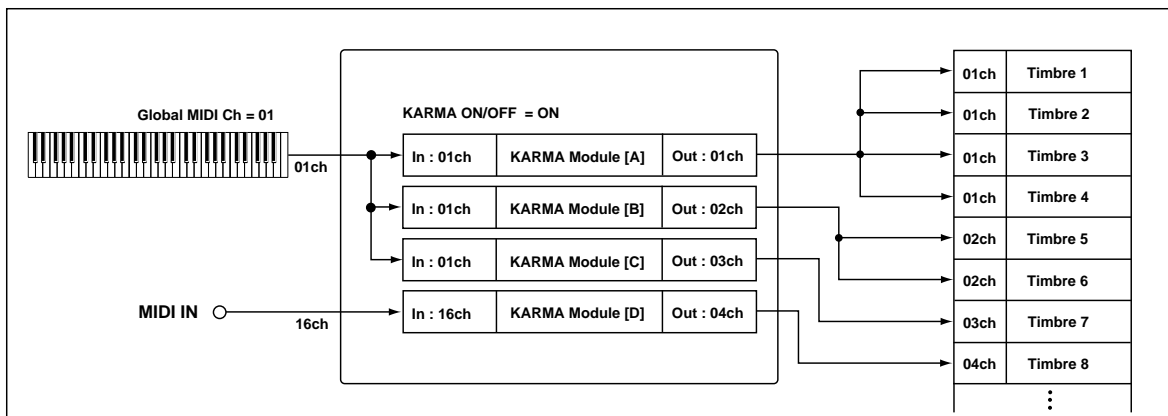 Global MIDI Ch = 01
01ch
MIDI IN
16ch
KARMA ON/OFF = ON
In : 01ch KARMA Module [A] Out : 01ch
In : 01ch KARMA Module [B] Out : 02ch
In : 01ch KARMA Module [C] Out : 03ch
In : 16ch KARMA Module [D] Out : 04ch
01ch Timbre 1
01ch Timbre 2
01ch Timbre 3
01ch Timbre 4
02ch Timbre 5
02ch Timbre 6
03ch Timbre 7
04ch Timbre 8